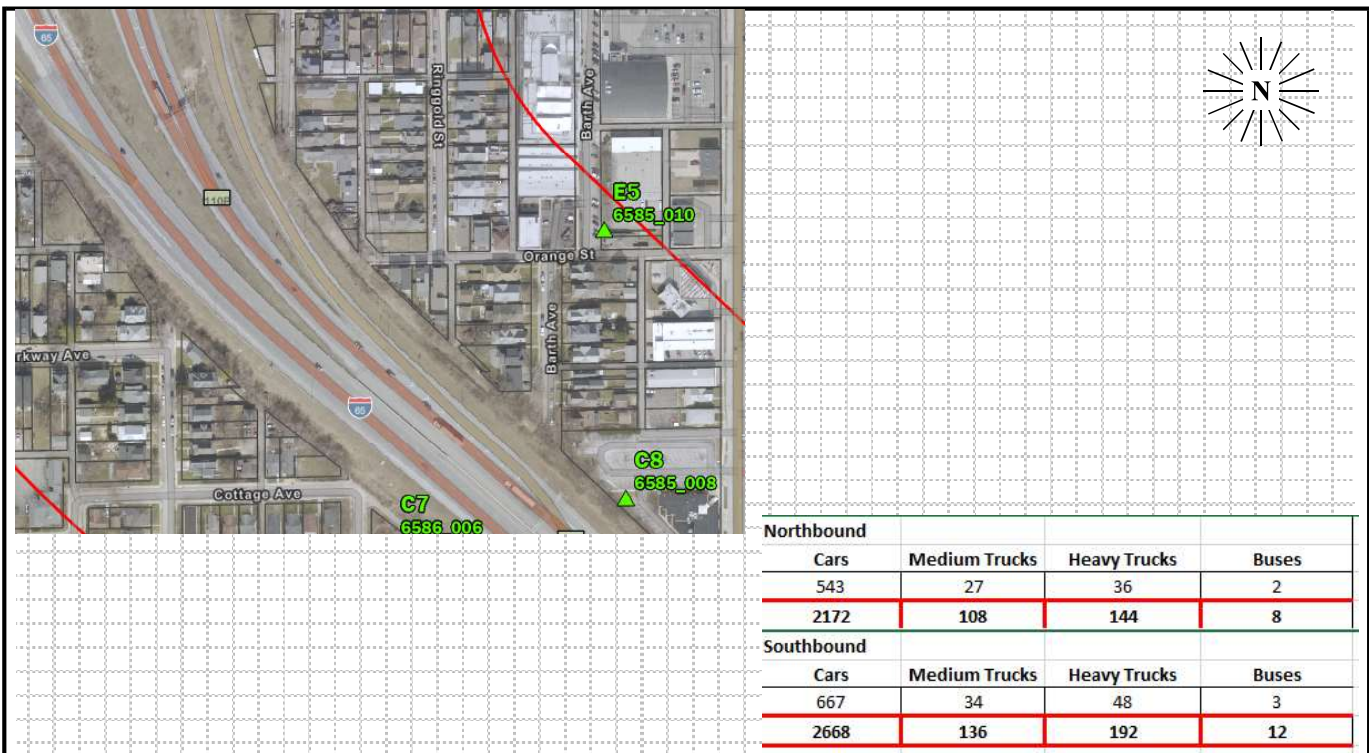 65
Ringgold St
Barth Ave
N
E5
6585_010
Orange St
Barth Ave
rkway Ave
65
C8
6585_008
Cottage Ave
C7
6586_006
Northbound
Cars Medium Trucks Heavy Trucks Buses
543 27 36 2
2172 108 144 8
Southbound
Cars Medium Trucks Heavy Trucks Buses
667 34 48 3
2668 136 192 12